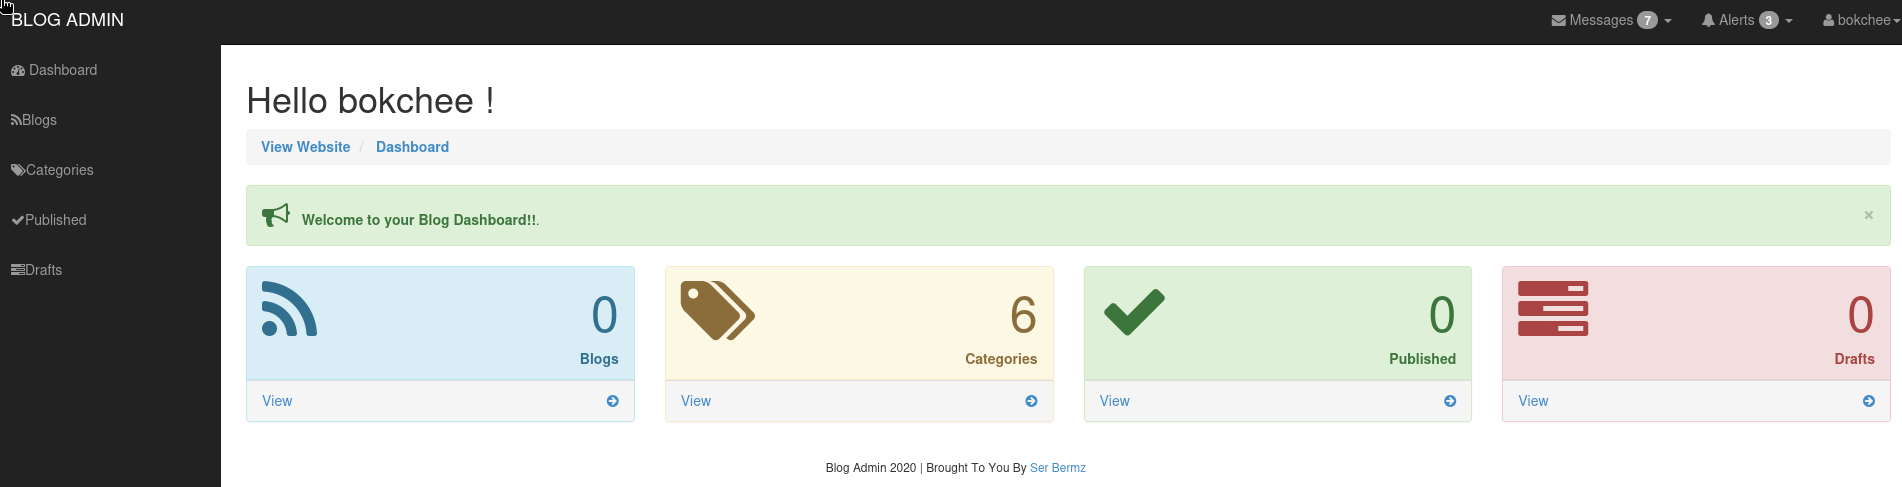 BLOG ADMIN
Messages 7
Alerts 3
bokchee
Dashboard
Blogs
Categories
Published
Drafts
Hello bokchee !
View Website / Dashboard
Welcome to your Blog Dashboard!!.
×
0
Blogs
View
6
Categories
View
0
Published
View
0
Drafts
View
Blog Admin 2020 | Brought To You By Ser Bermz